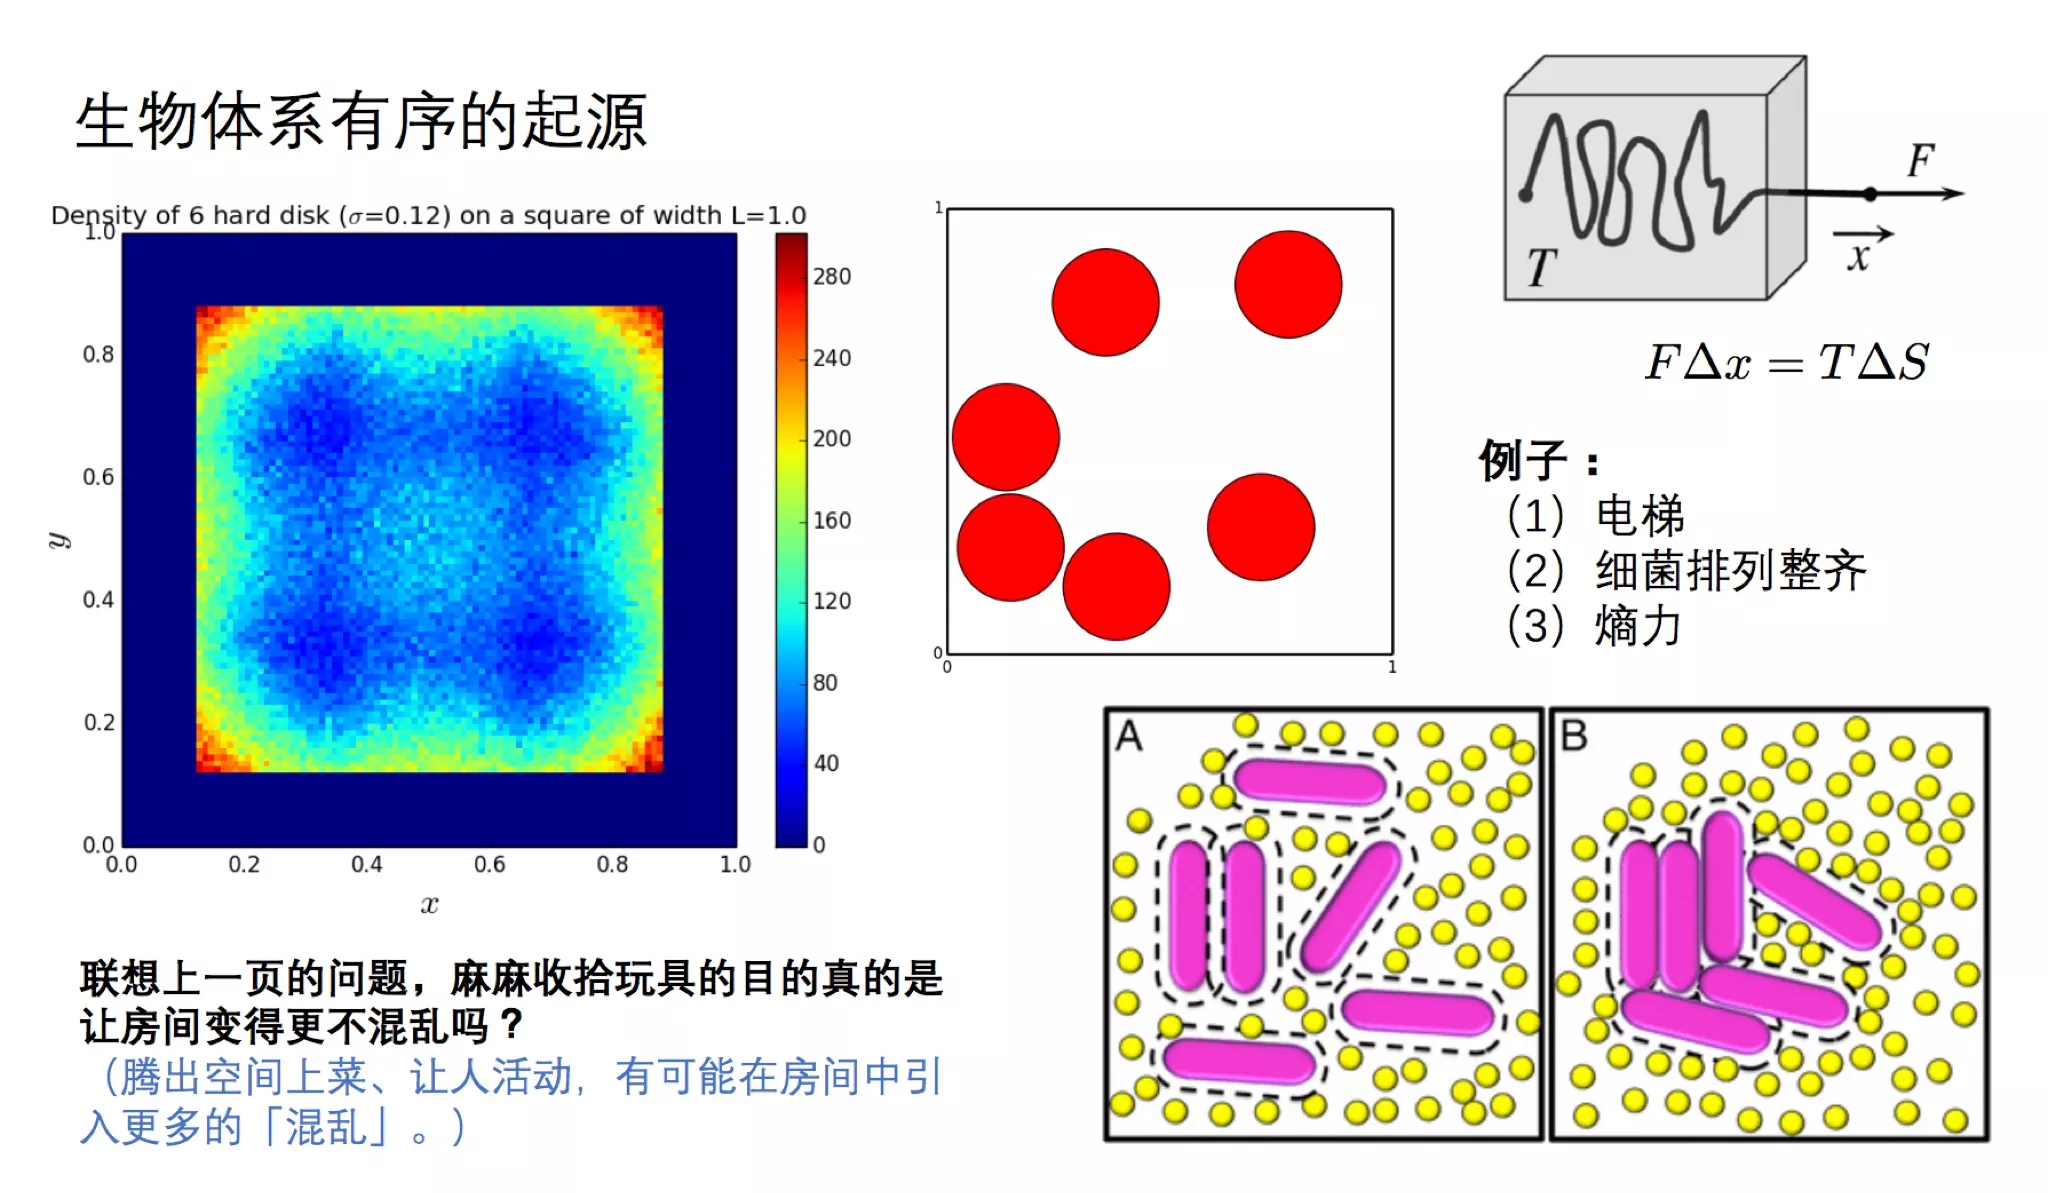 生物体系有序的起源
Density of 6 hard disk (σ=0.12) on a square of width L=1.0
1.0
0.8
0.6
0.4
0.2
0.0
y
0.0 0.2 0.4 0.6 0.8 1.0
x
280
240
200
160
120
80
40
0
1
0
0 1
T
F
x
FΔx = TΔS
例子：
（1）电梯
（2）细菌排列整齐
（3）熵力
A
B
联想上一页的问题，麻麻收拾玩具的目的真的是
让房间变得更不混乱吗？
（腾出空间上菜、让人活动，有可能在房间中引
入更多的「混乱」。）